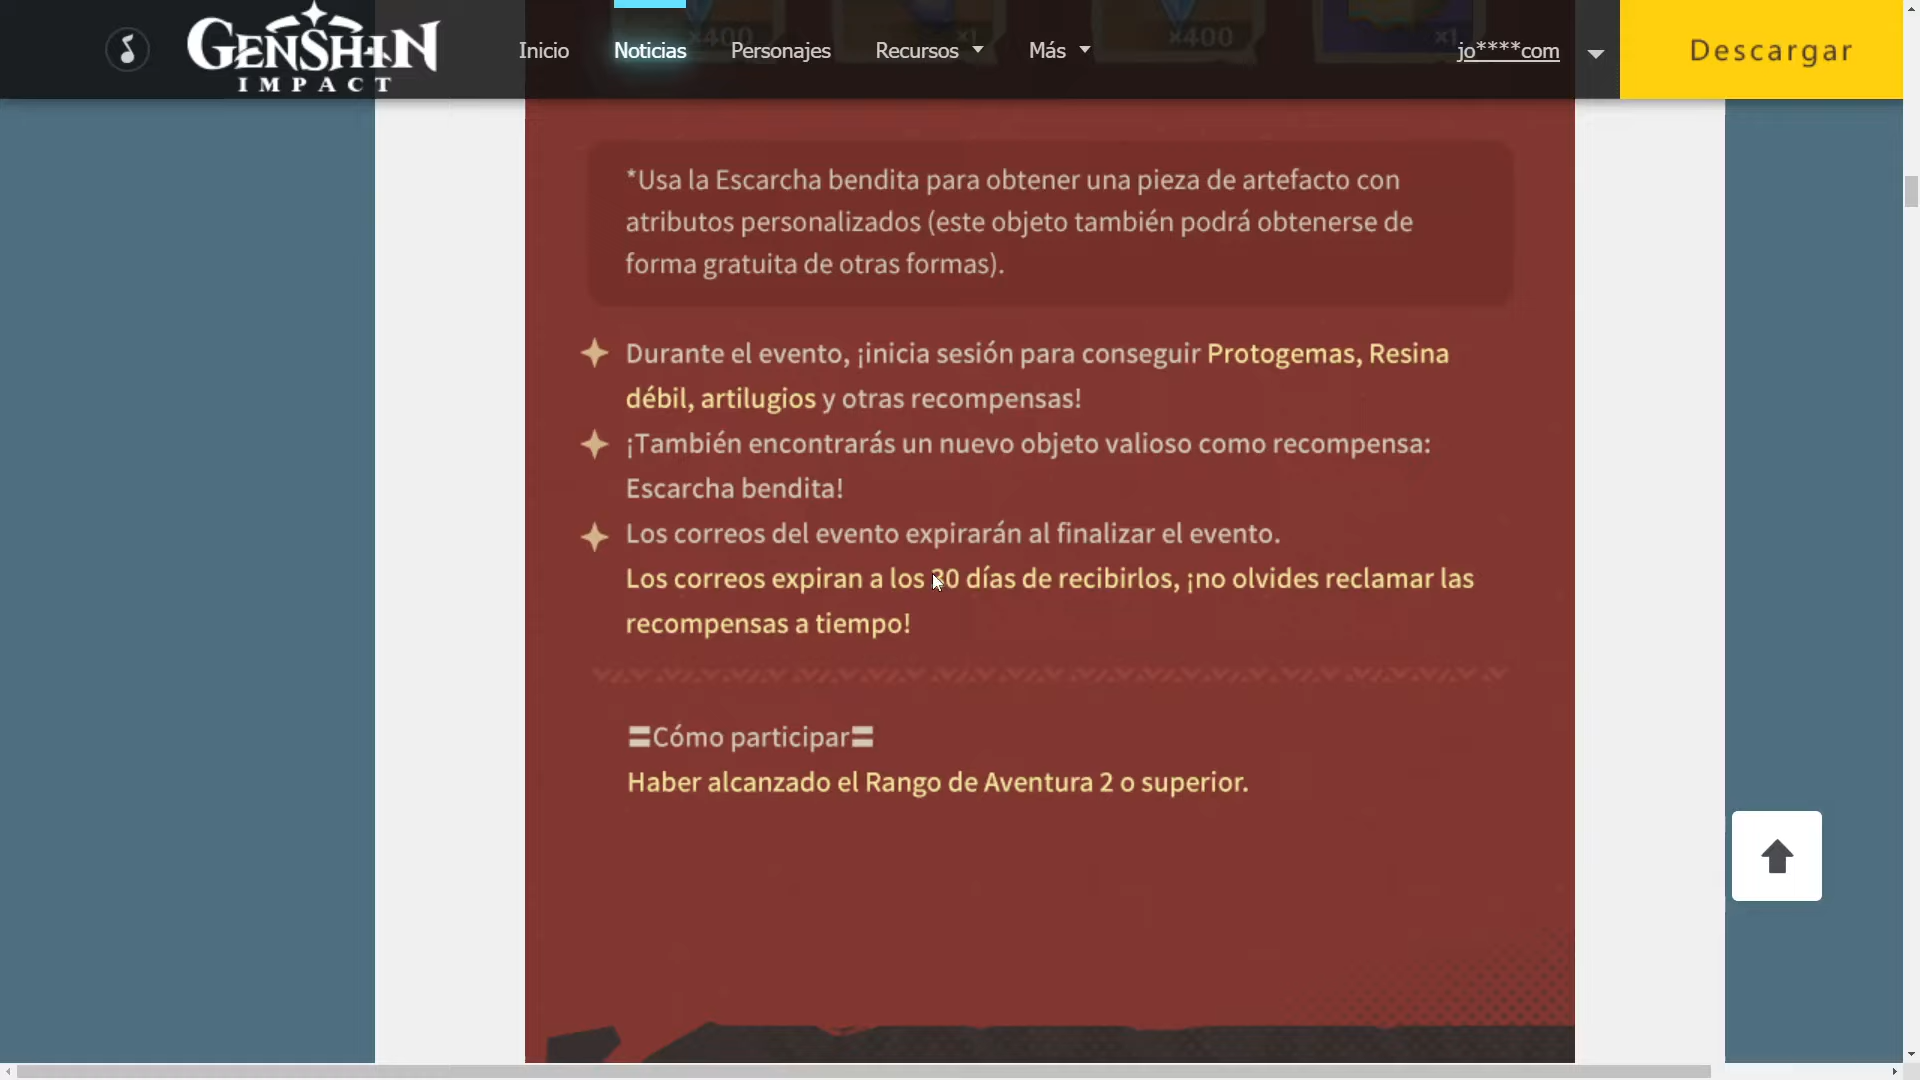 GENSHIN
IMPACT
Inicio
Noticias
Personajes
Recursos
Más
jo****com
Descargar
×400
×1
×400
×1
*Usa la Escarcha bendita para obtener una pieza de artefacto con
atributos personalizados (este objeto también podrá obtenerse de
forma gratuita de otras formas).
Durante el evento, ¡inicia sesión para conseguir Protogemas, Resina
débil, artilugios y otras recompensas!
¡También encontrarás un nuevo objeto valioso como recompensa:
Escarcha bendita!
Los correos del evento expirarán al finalizar el evento.
Los correos expiran a los 30 días de recibirlos, ¡no olvides reclamar las
recompensas a tiempo!
〓Cómo participar〓
Haber alcanzado el Rango de Aventura 2 o superior.